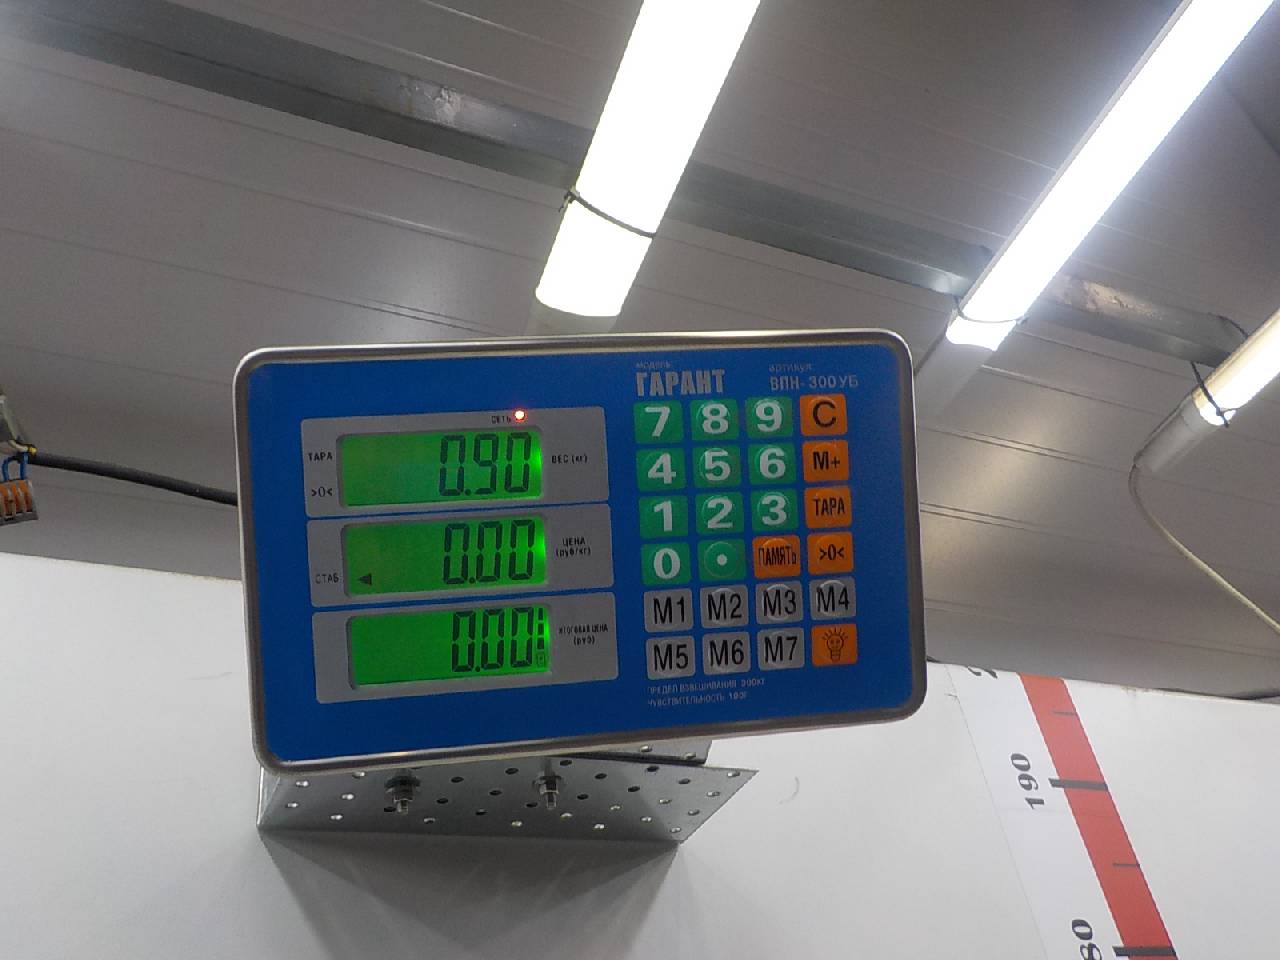 модель:
артикул:
ГАРАНТ
ВПН-300УБ
СЕТЬ
ТАРА
>0<
0.90
ВЕС (кг)
СТАБ
0.00
ЦЕНА
(руб/кг)
0.00
ИТОГОВАЯ ЦЕНА
(руб)
7 8 9 C
4 5 6 M+
1 2 3 ТАРА
0 . ПАМЯТЬ >0<
M1 M2 M3 M4
M5 M6 M7
ПРЕДЕЛ ВЗВЕШИВАНИЯ 300КГ
ЧУВСТВИТЕЛЬНОСТЬ 100Г
190